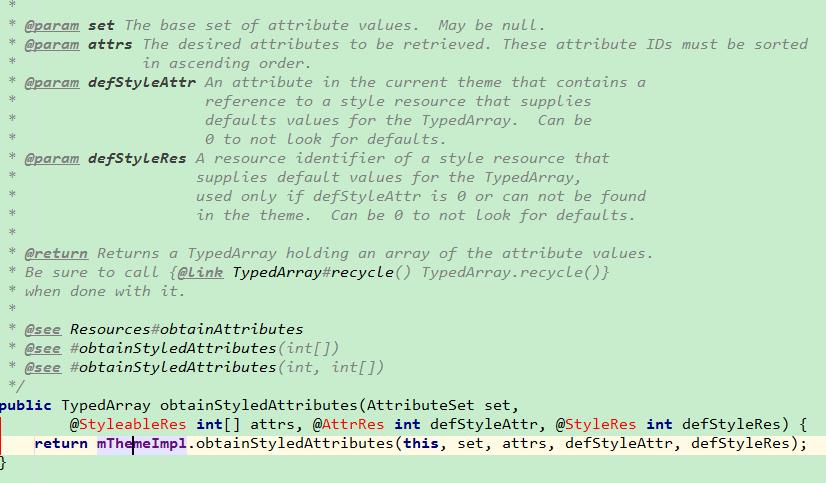 *
* @param set The base set of attribute values.  May be null.
* @param attrs The desired attributes to be retrieved. These attribute IDs must be sorted
*              in ascending order.
* @param defStyleAttr An attribute in the current theme that contains a
*                     reference to a style resource that supplies
*                     defaults values for the TypedArray.  Can be
*                     0 to not look for defaults.
* @param defStyleRes A resource identifier of a style resource that
*                    supplies default values for the TypedArray,
*                    used only if defStyleAttr is 0 or can not be found
*                    in the theme.  Can be 0 to not look for defaults.
*
* @return Returns a TypedArray holding an array of the attribute values.
* Be sure to call {@link TypedArray#recycle() TypedArray.recycle()}
* when done with it.
*
* @see Resources#obtainAttributes
* @see #obtainStyledAttributes(int[])
* @see #obtainStyledAttributes(int, int[])
*/
public TypedArray obtainStyledAttributes(AttributeSet set,
        @StyleableRes int[] attrs, @AttrRes int defStyleAttr, @StyleRes int defStyleRes) {
    return mThemeImpl.obtainStyledAttributes(this, set, attrs, defStyleAttr, defStyleRes);
}